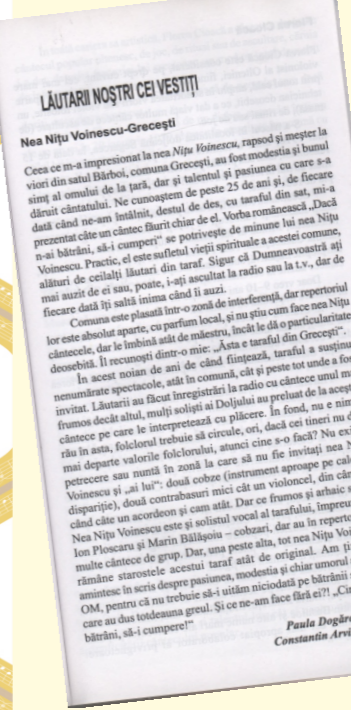 LĂUTARII NOȘTRI CEI VESTIȚI
Nea Nițu Voinescu-Grecești
Ceea ce m-a impresionat la nea Nițu Voinescu, rapsod și meșter la
viori din satul Bărboi, comuna Grecești, au fost modestia și bunul
simț al omului de la țară, dar și talentul și pasiunea cu care s-a
dăruit cântatului. Ne cunoaștem de peste 25 de ani și, de fiecare
dată când ne-am întâlnit, destul de des, cu taraful din sat, mi-a
prezentat câte un cântec făurit chiar de el. Vorba românească „Dacă
n-ai bătrâni, să-i cumperi” se potrivește de minune lui nea Nițu
Voinescu. Practic, el este sufletul vieții spirituale a acestei comune,
alături de ceilalți lăutari din taraf. Sigur că Dumneavoastră ați
mai auzit de ei sau, poate, i-ați ascultat la radio sau la t.v., dar de
fiecare dată îți saltă inima când îi auzi.
Comuna este plasată într-o zonă de interferență, dar repertoriul
lor este absolut aparte, cu parfum local, și nu știu cum face nea Nițu
cântecele, dar le îmbină atât de măestru, încât le dă o particularitate
deosebită. Îl recunoști dintr-o mie: „Ăsta e taraful din Grecești”.
În acest noian de ani de când ființează, taraful a susținu
nenumărate spectacole, atât în comună, cât și peste tot unde a fo
invitat. Lăutarii au făcut înregistrări la radio cu cântece unul m
frumos decât altul, mulți soliști ai Doljului au preluat de la aceșt
cântece pe care le interpretează cu plăcere. În fond, nu e nim
rău în asta, folclorul trebuie să circule, ori, dacă cei tineri nu d
mai departe valorile folclorului, atunci cine s-o facă? Nu exi
petrecere sau nuntă în zonă la care să nu fie invitați nea N
Voinescu și „ai lui”: două cobze (instrument aproape pe cale
dispariție), două contrabasuri mici cât un violoncel, din cân
când câte un acordeon și cam atât. Dar ce frumos și arhaic s
Nea Nițu Voinescu este și solistul vocal al tarafului, împreu
Ion Ploscaru și Marin Bălășoiu – cobzari, dar au în reperto
multe cântece de grup. Dar, una peste alta, tot nea Nițu Voi
rămâne starostele acestui taraf atât de original. Am ți
amintesc în scris despre pasiunea, modestia și chiar umorul
OM, pentru că nu trebuie să-i uităm niciodată pe bătrânii
care au dus totdeauna greul. Și ce ne-am face fără ei?! „Cin
bătrâni, să-i cumpere!”
Paula Dogăre
Constantin Arvi